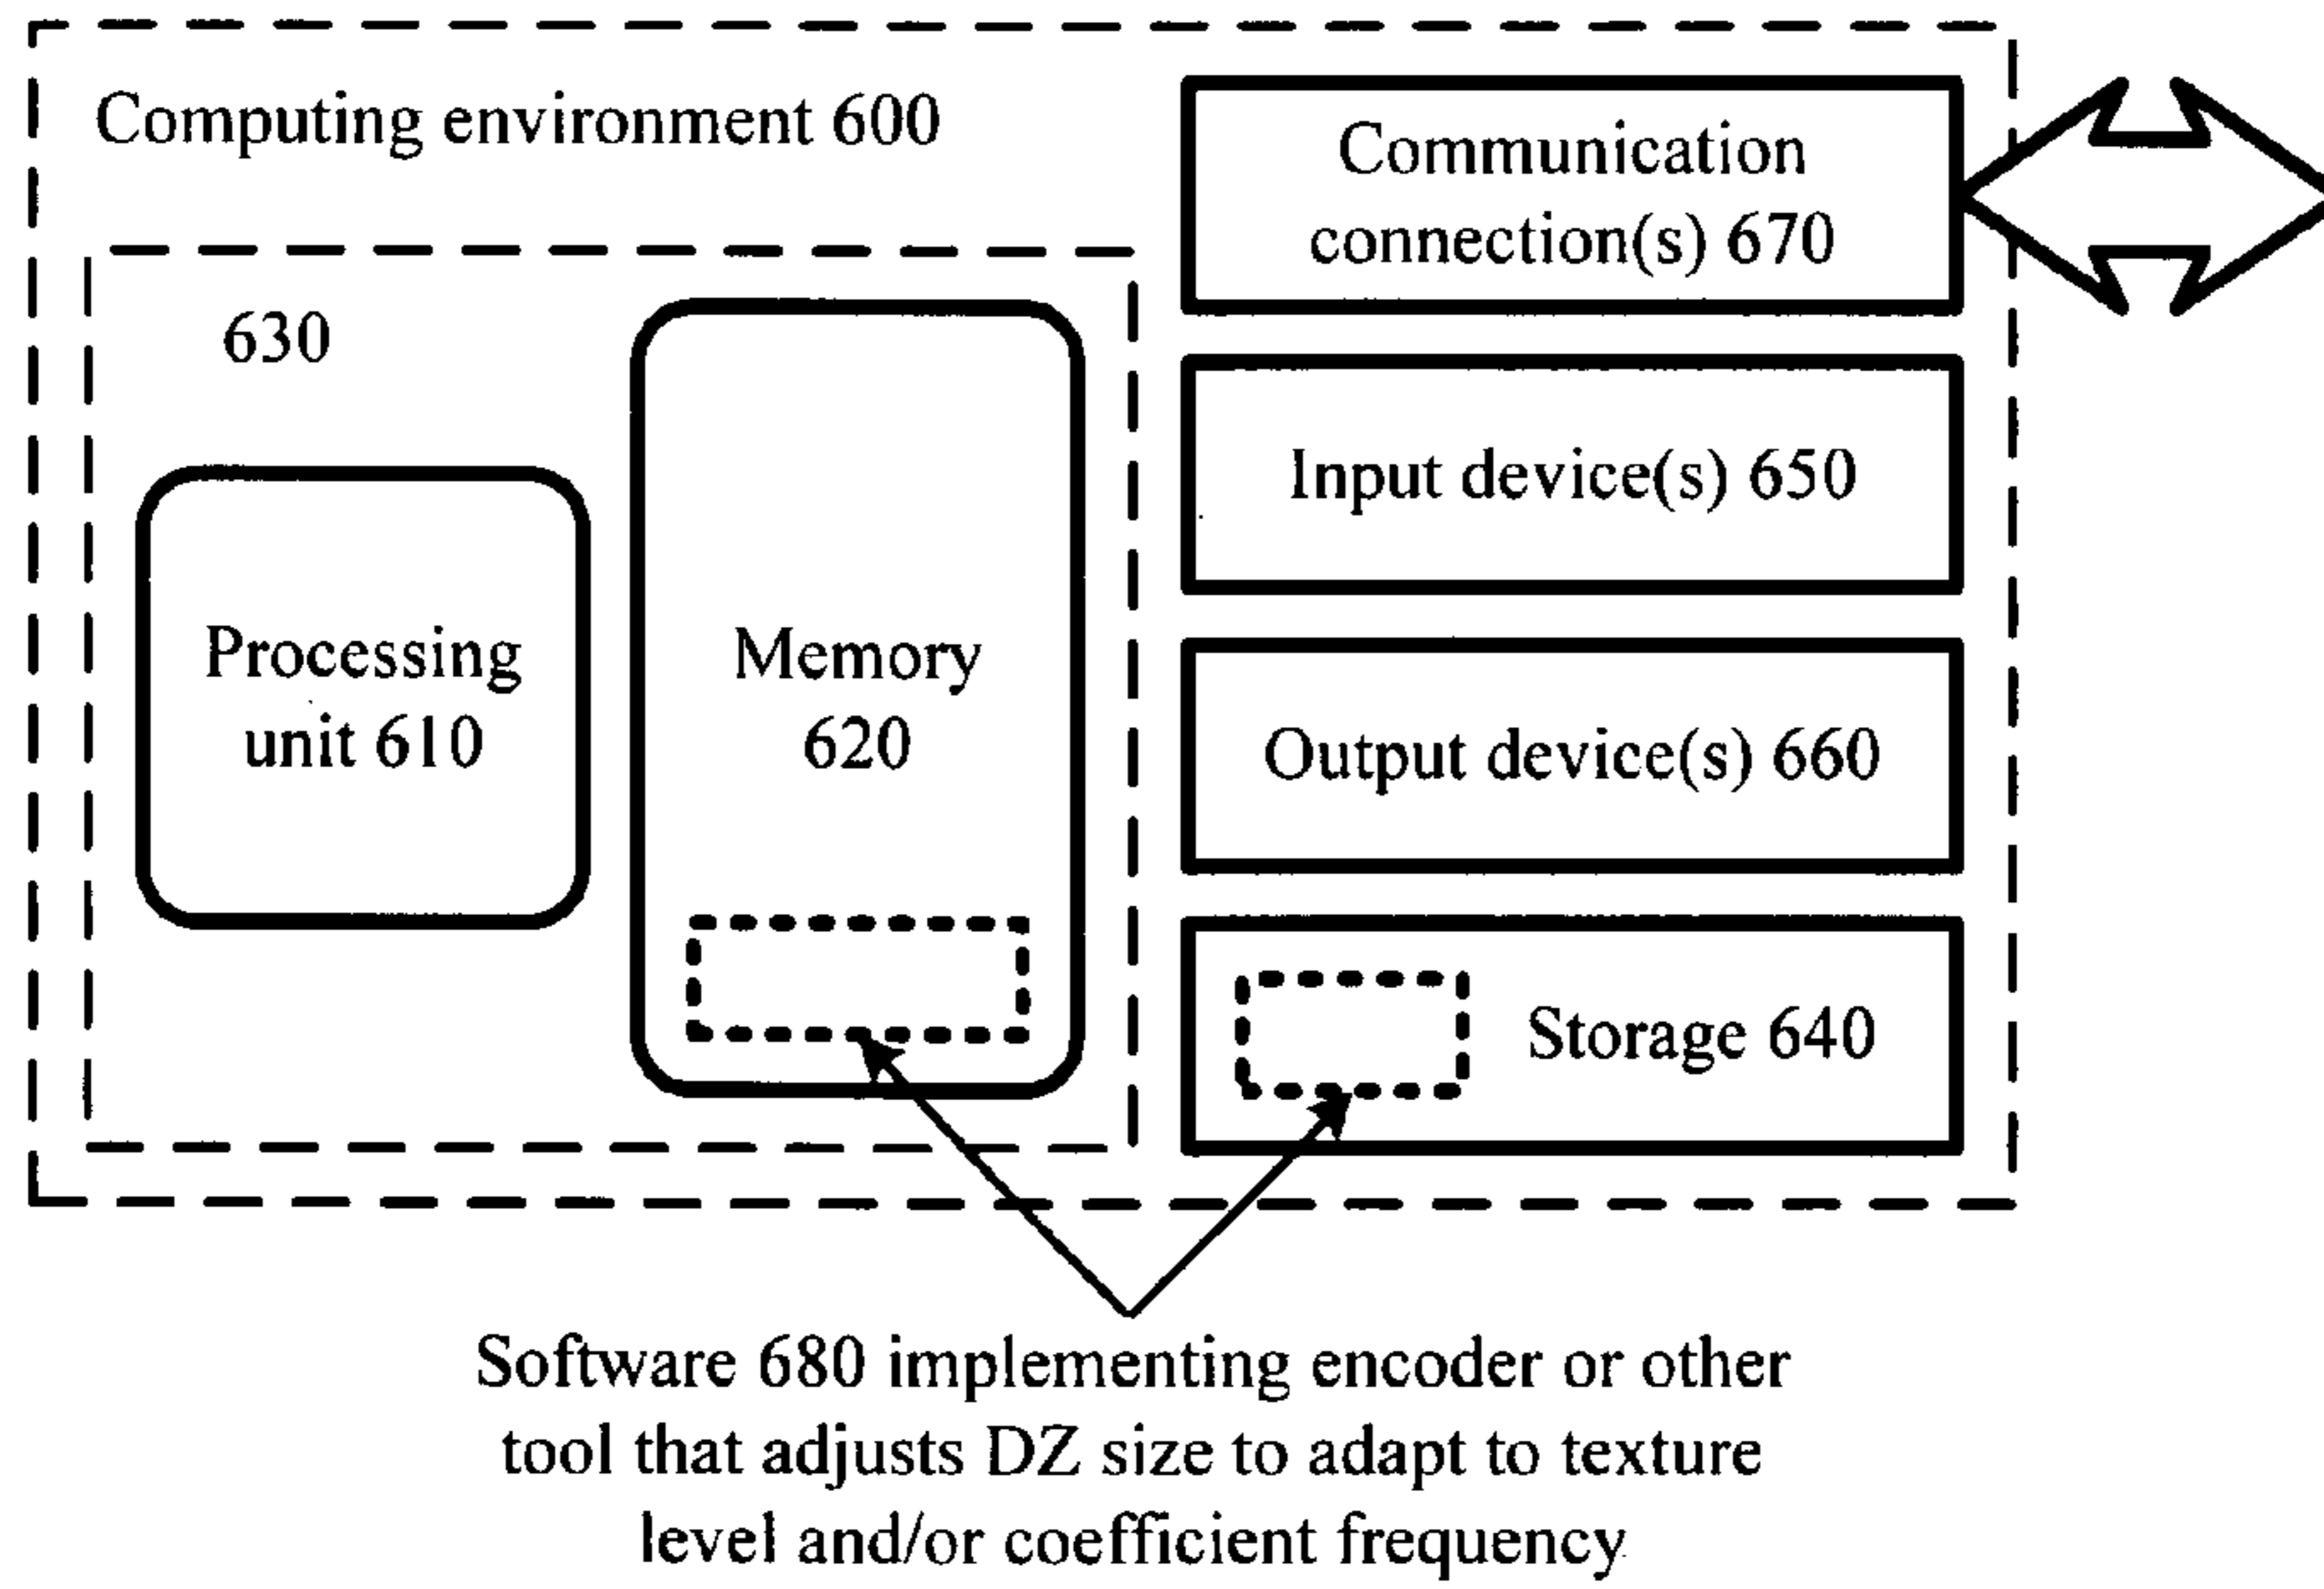 Computing environment 600
Communication
connection(s) 670
630
Input device(s) 650
Processing
unit 610
Memory
620
Output device(s) 660
Storage 640
Software 680 implementing encoder or other
tool that adjusts DZ size to adapt to texture
level and/or coefficient frequency